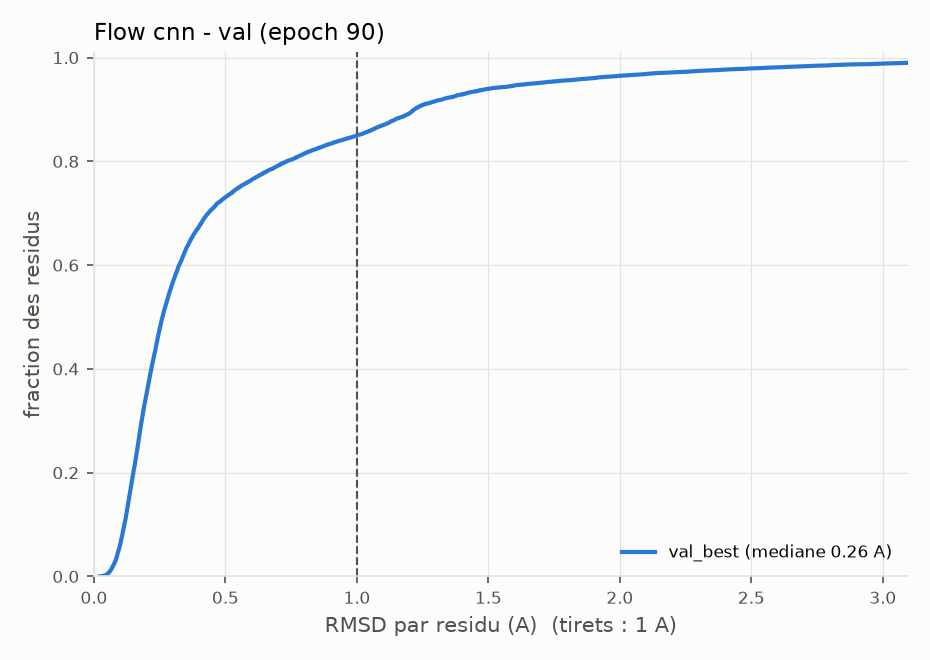 Flow cnn - val (epoch 90)
fraction des residus
1.0
0.8
0.6
0.4
0.2
0.0
val_best (mediane 0.26 A)
0.0 0.5 1.0 1.5 2.0 2.5 3.0
RMSD par residu (A) (tirets : 1 A)